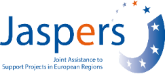 Jaspers
Joint Assistance to
Support Projects in European Regions